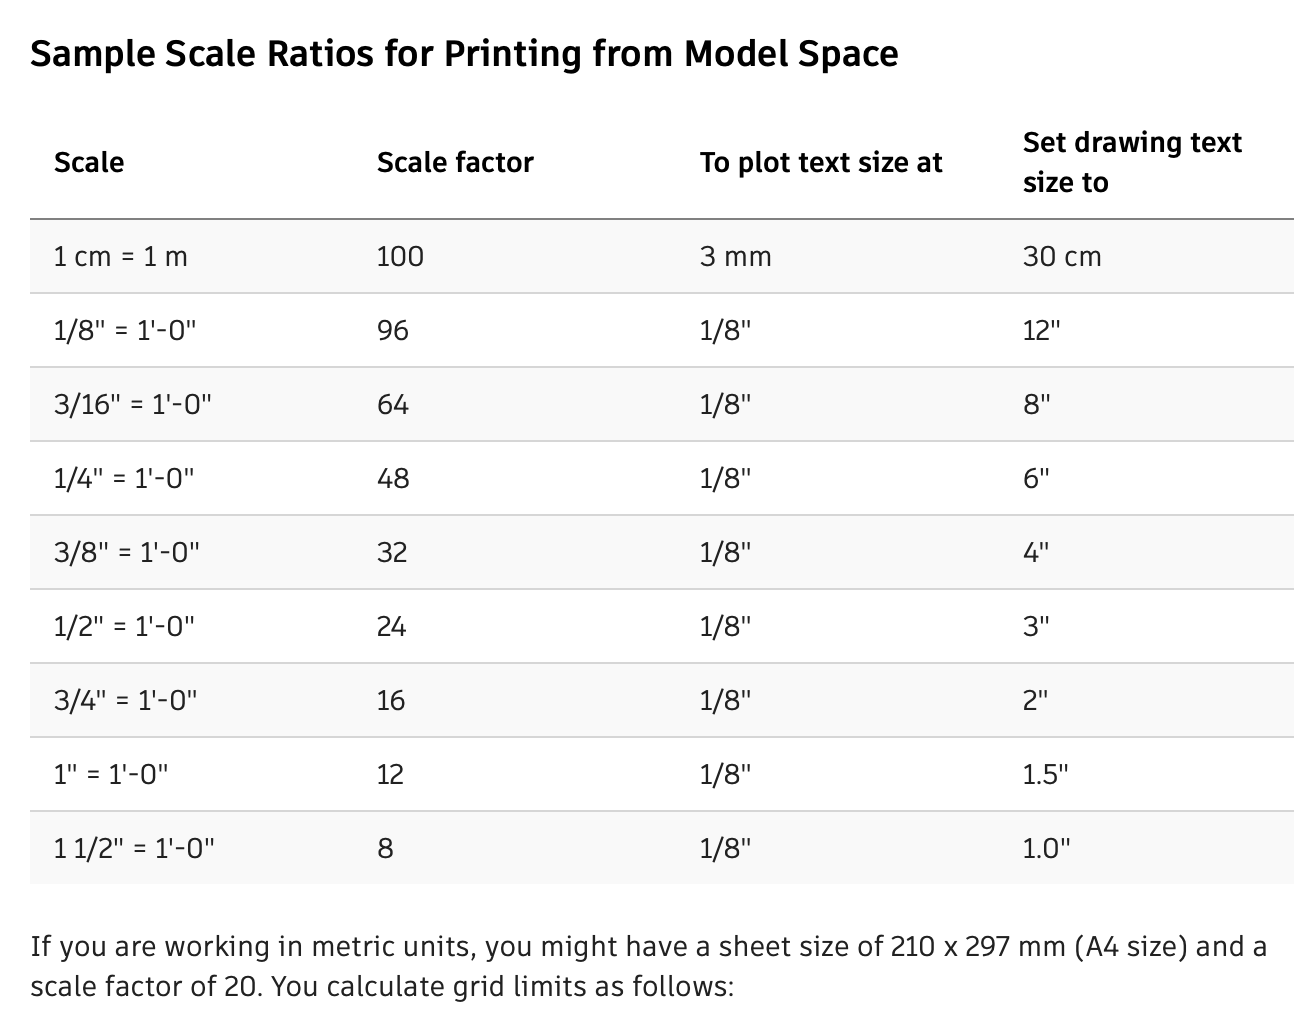 Sample Scale Ratios for Printing from Model Space
Scale Scale factor To plot text size at Set drawing text size to
1 cm = 1 m 100 3 mm 30 cm
1/8" = 1'-0" 96 1/8" 12"
3/16" = 1'-0" 64 1/8" 8"
1/4" = 1'-0" 48 1/8" 6"
3/8" = 1'-0" 32 1/8" 4"
1/2" = 1'-0" 24 1/8" 3"
3/4" = 1'-0" 16 1/8" 2"
1" = 1'-0" 12 1/8" 1.5"
1 1/2" = 1'-0" 8 1/8" 1.0"
If you are working in metric units, you might have a sheet size of 210 x 297 mm (A4 size) and a
scale factor of 20. You calculate grid limits as follows: